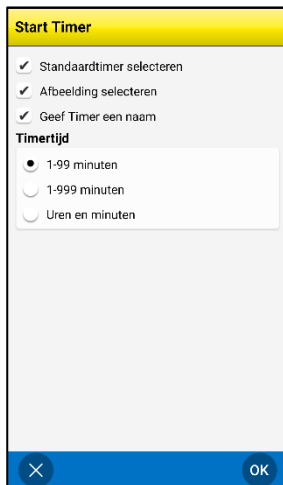 Start Timer
Standaardtimer selecteren
Afbeelding selecteren
Geef Timer een naam
Timertijd
1-99 minuten
1-999 minuten
Uren en minuten
OK